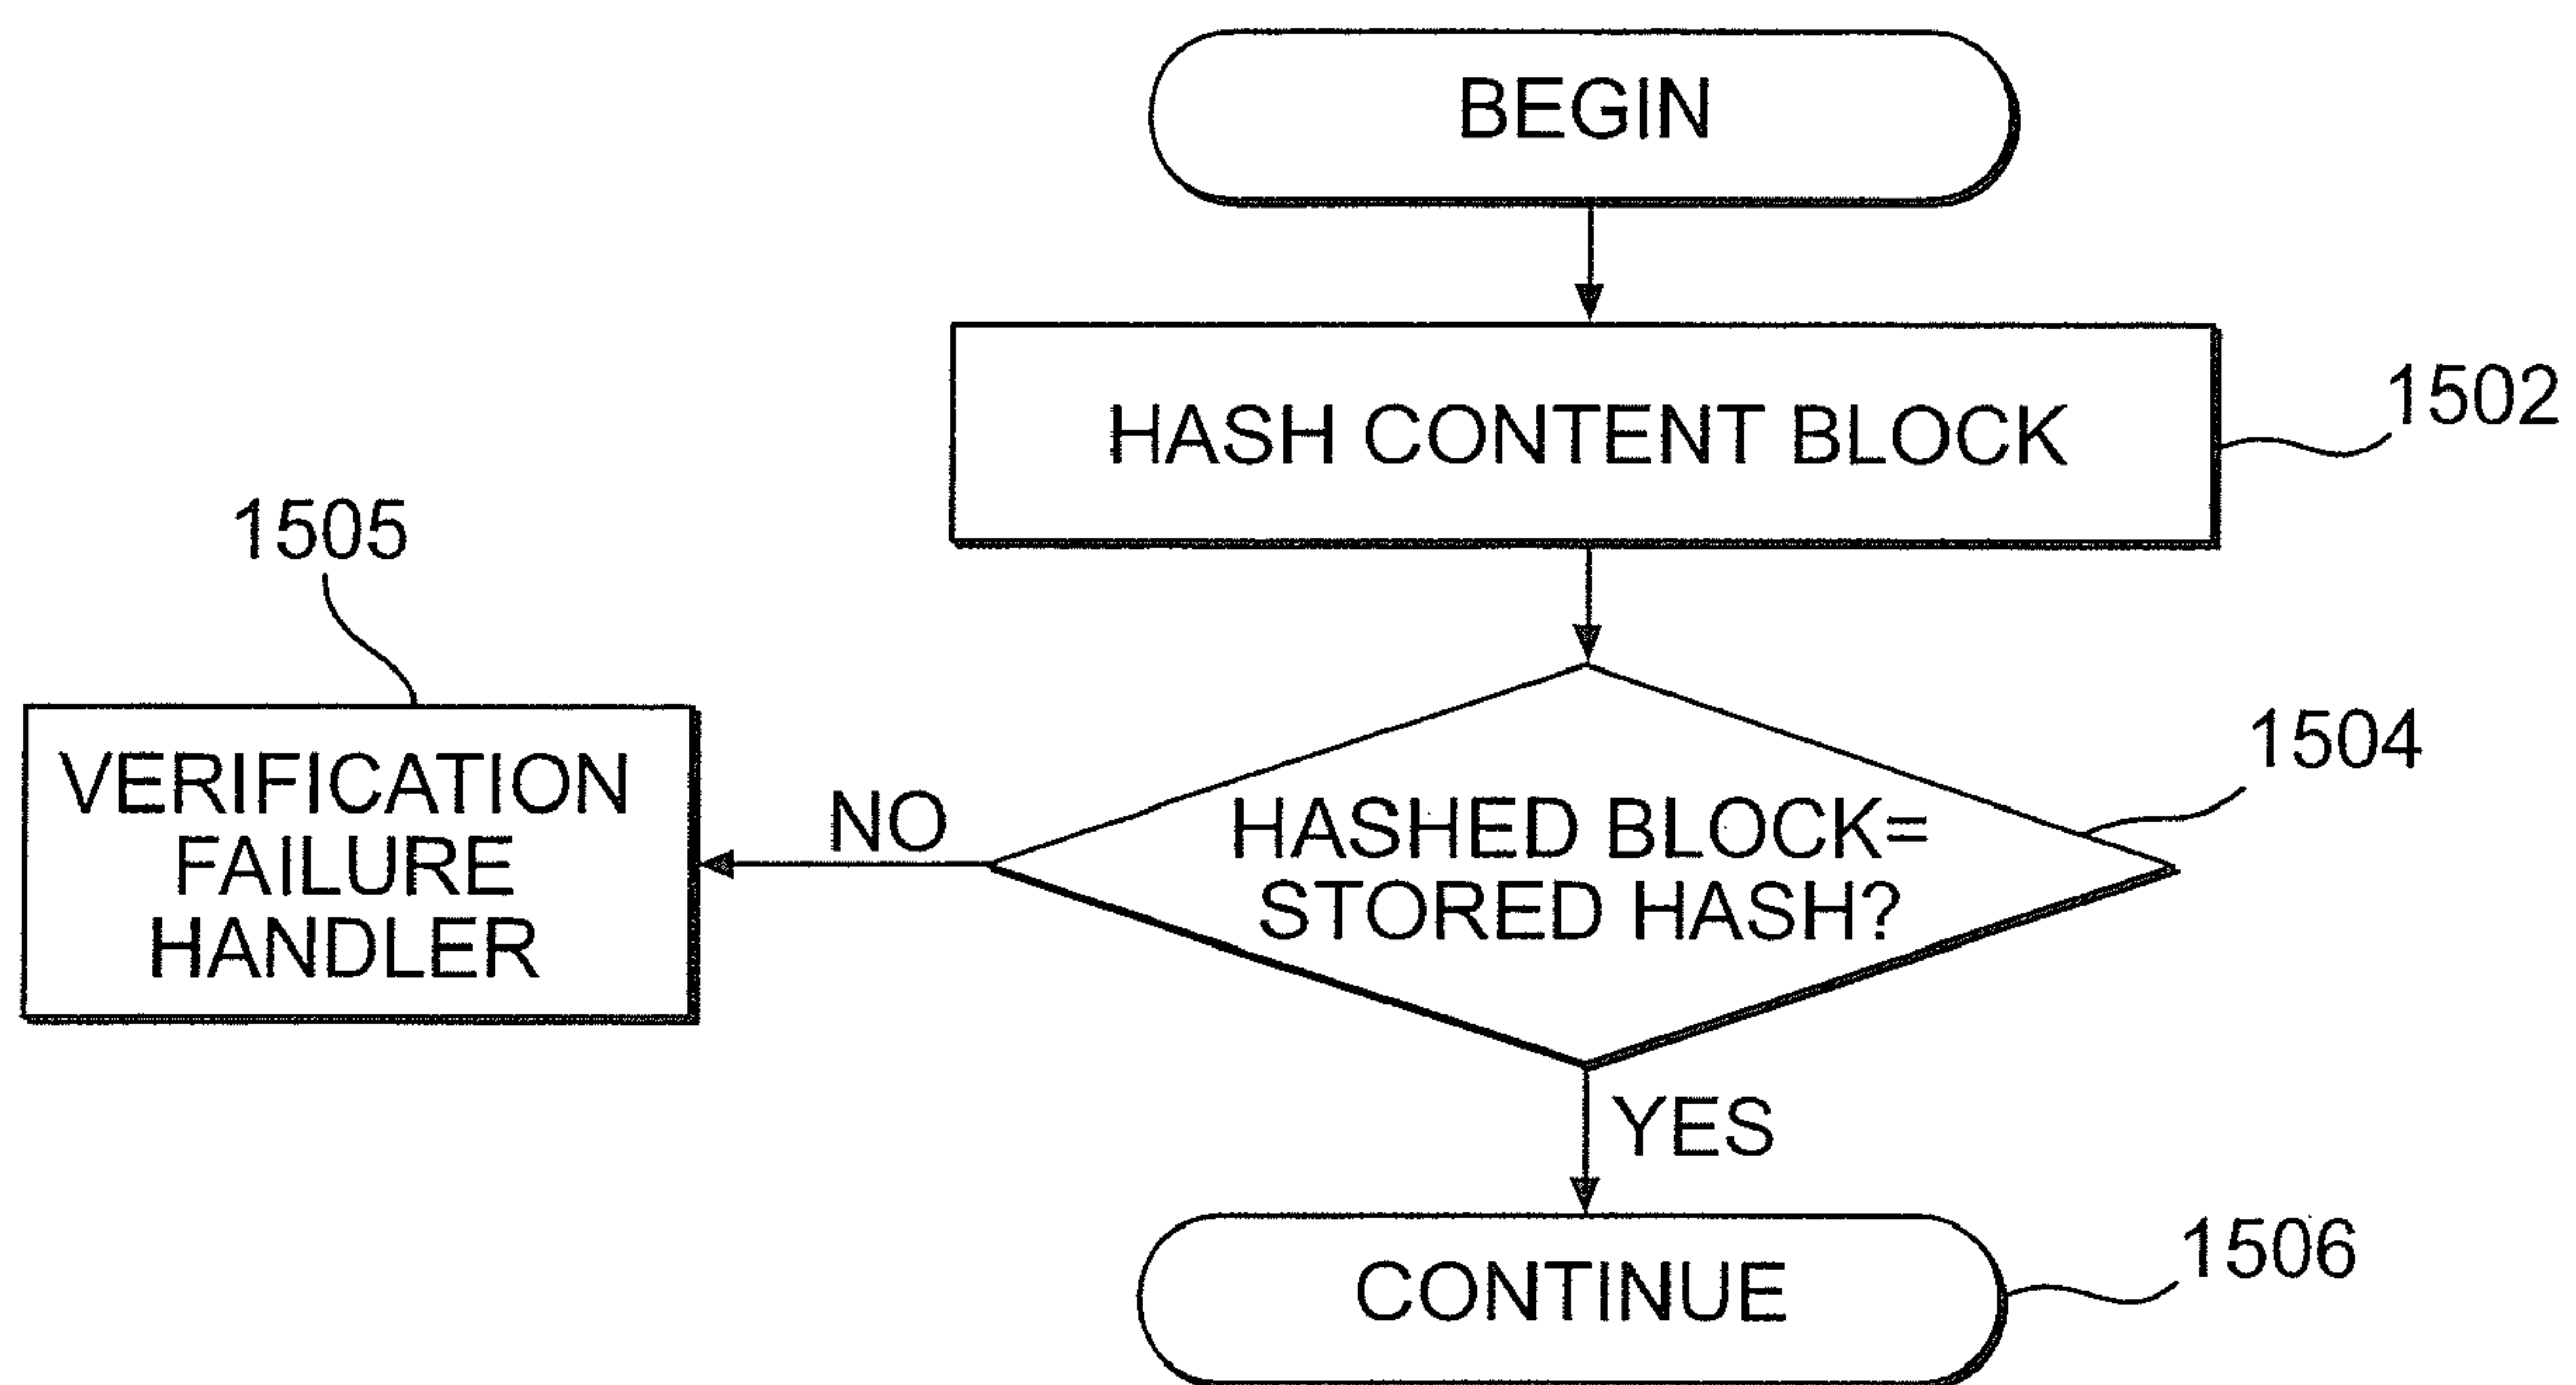 BEGIN
HASH CONTENT BLOCK
1502
1505
VERIFICATION
FAILURE
HANDLER
NO
HASHED BLOCK=
STORED HASH?
1504
YES
CONTINUE
1506